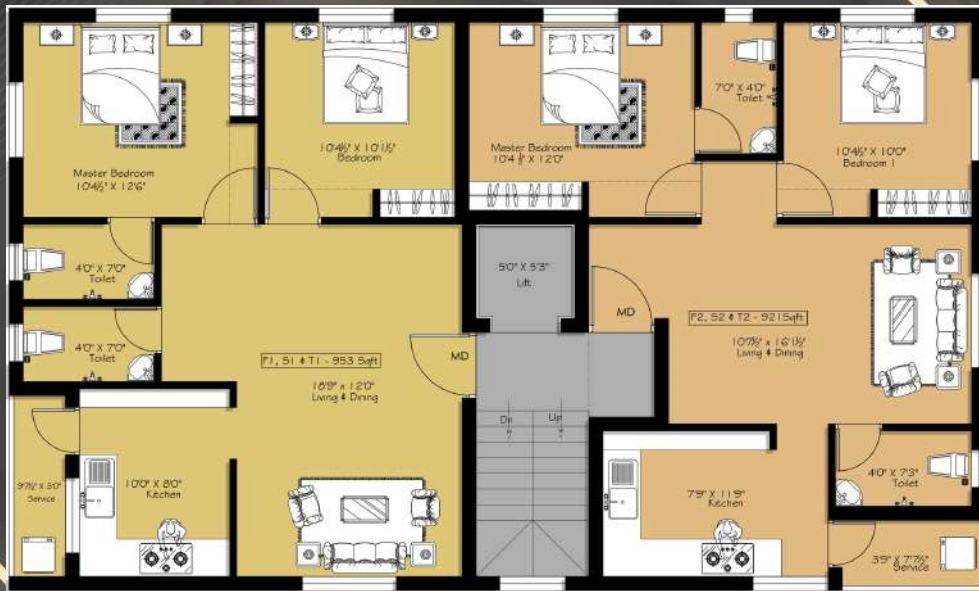 Master Bedroom
10'4½" X 12'6"
10'4½" X 10'1½"
Bedroom
Master Bedroom
10'4 ½" X 12'0"
7'0" X 4'0"
Toilet
10'4½" X 10'0"
Bedroom 1
4'0" X 7'0"
Toilet
5'0" X 5'3"
Lift
MD
F2, S2 & T2 - 921Sqft
10'7½" x 16'1½"
Living & Dining
4'0" X 7'0"
Toilet
F1, S1 & T1 - 953 Sqft
18'9" x 12'0"
Living & Dining
MD
Dn
Up
9'7½" X 3'0"
Service
10'0" X 8'0"
Kitchen
7'9" X 11'9"
Kitchen
4'0" X 7'3"
Toilet
3'9" X 7'7½"
Service